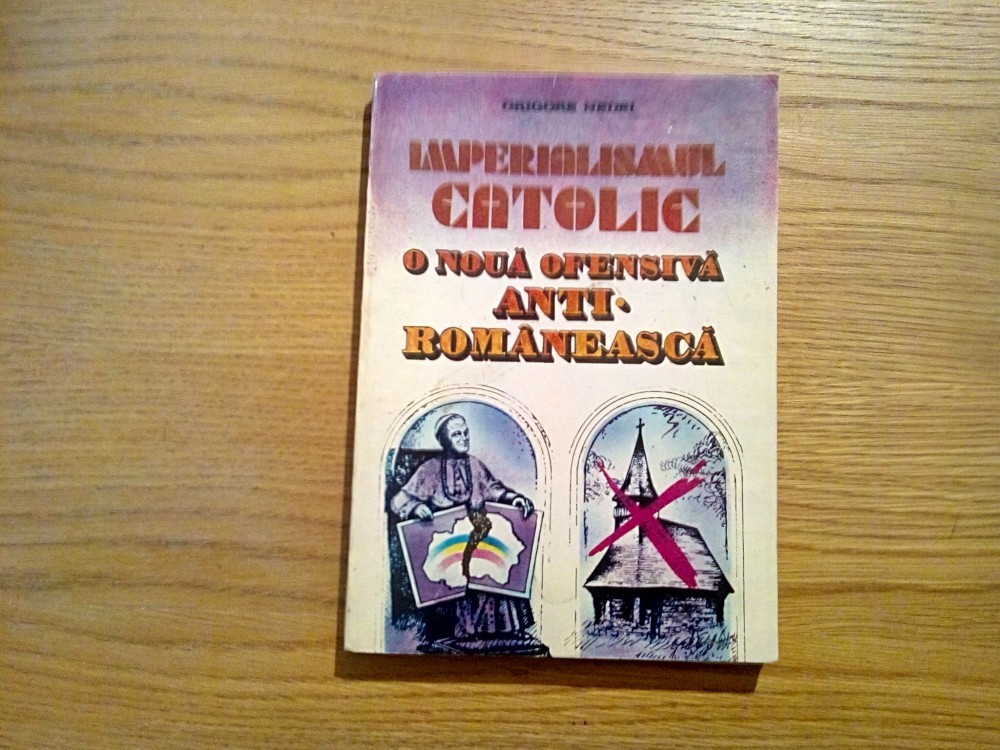 GRIGORE NEDEI
IMPERIALISMUL
CATOLIC
O NOUĂ OFENSIVĂ
ANTI·
ROMÂNEASCĂ